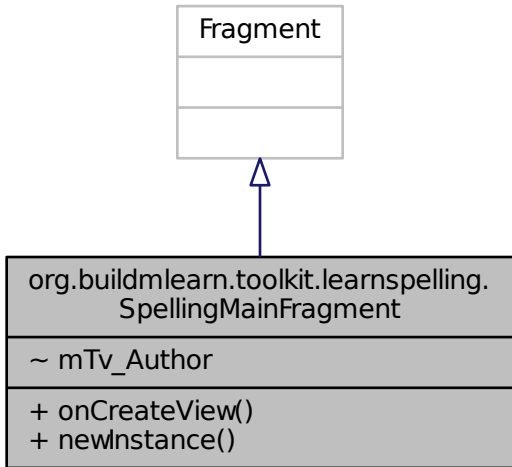 Fragment
org.buildmlearn.toolkit.learnspelling.
SpellingMainFragment
~ mTv_Author
+ onCreateView()
+ newInstance()